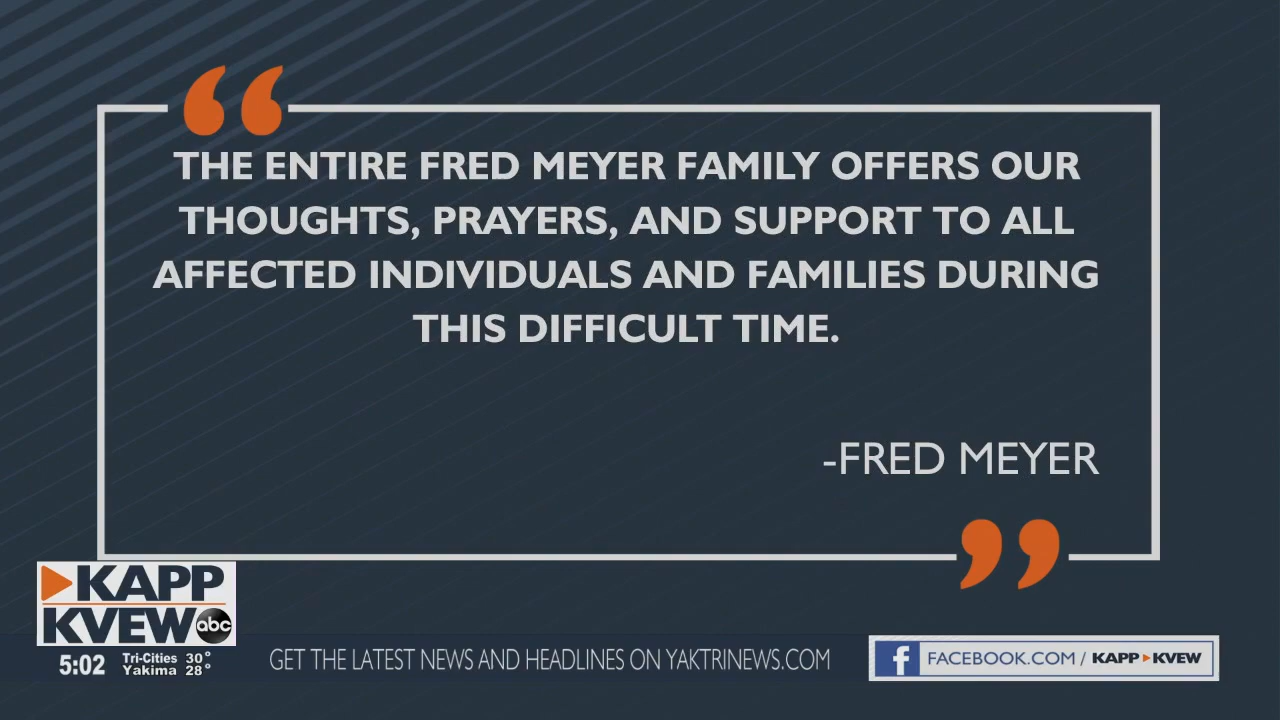 THE ENTIRE FRED MEYER FAMILY OFFERS OUR
THOUGHTS, PRAYERS, AND SUPPORT TO ALL
AFFECTED INDIVIDUALS AND FAMILIES DURING
THIS DIFFICULT TIME.
-FRED MEYER
KAPP
KVEW abc
5:02 Tri-Cities 30°
Yakima 28°
GET THE LATEST NEWS AND HEADLINES ON YAKTRINEWS.COM
f FACEBOOK.COM / KAPP KVEW